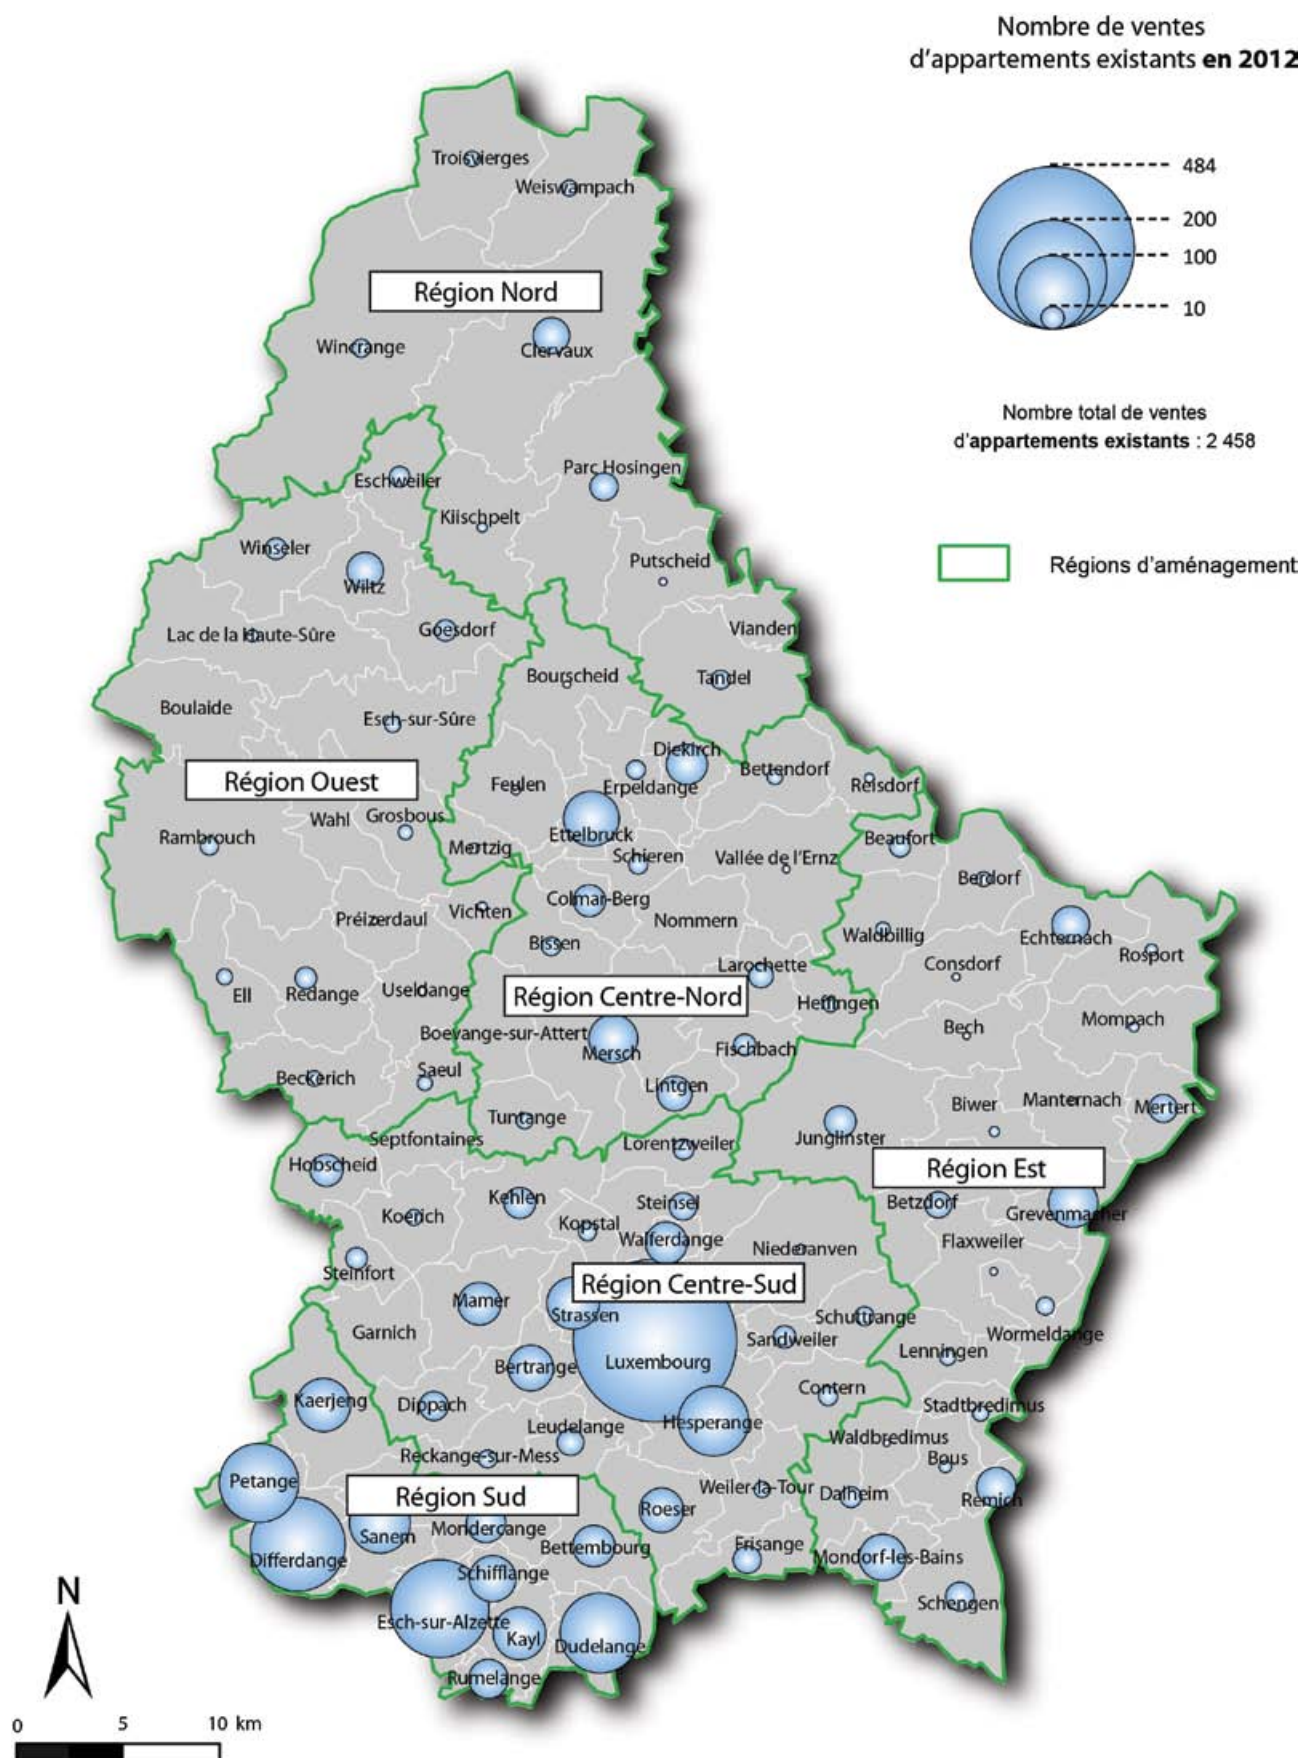 Nombre de ventes
d'appartements existants en 2012
484
200
100
10
Nombre total de ventes
d'appartements existants : 2 458
Régions d'aménagement
Troisvierges
Weiswampach
Région Nord
Wincrange
Clervaux
Eschweiler
Parc Hosingen
Kiischpelt
Winseler
Putscheid
Wiltz
Lac de la Haute-Sûre
Goesdorf
Vianden
Bourscheid
Tandel
Boulaide
Esch-sur-Sûre
Diekirch
Bettendorf
Région Ouest
Feulen
Erpeldange
Reisdorf
Rambrouch
Wahl
Grosbous
Ettelbruck
Beaufort
Mertzig
Schieren
Vallée de l'Ernz
Berdorf
Colmar-Berg
Préizerdaul
Vichten
Nommern
Bissen
Waldbillig
Echternach
Rosport
Larochette
Consdorf
Ell
Redange
Useldange
Région Centre-Nord
Heffingen
Mompach
Boevange-sur-Attert
Mersch
Fischbach
Bech
Beckerich
Saeul
Lintgen
Biwer
Manternach
Mertert
Tuntange
Septfontaines
Lorentzweiler
Junglinster
Hobscheid
Région Est
Kehlen
Steinsel
Betzdorf
Grevenmacher
Koerich
Kopstal
Walferdange
Niederanven
Flaxweiler
Steinfort
Région Centre-Sud
Mamer
Strassen
Schuttrange
Garnich
Sandweiler
Wormeldange
Luxembourg
Lenningen
Bertrange
Contern
Kaerjeng
Dippach
Stadtbredimus
Leudelange
Hesperange
Waldbredimus
Reckange-sur-Mess
Bous
Petange
Région Sud
Weiler-la-Tour
Dalheim
Remich
Roeser
Sanem
Mondercange
Bettembourg
Frisange
Mondorf-les-Bains
Differdange
Schifflange
Schengen
Esch-sur-Alzette
Kayl
Dudelange
Rumelange
N
0 5 10 km